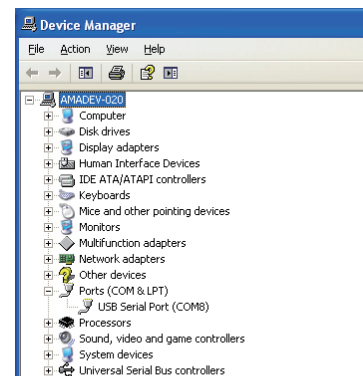 Device Manager
File Action View Help
AMADEV-020
Computer
Disk drives
Display adapters
Human Interface Devices
IDE ATA/ATAPI controllers
Keyboards
Mice and other pointing devices
Monitors
Multifunction adapters
Network adapters
Other devices
Ports (COM & LPT)
USB Serial Port (COM8)
Processors
Sound, video and game controllers
System devices
Universal Serial Bus controllers